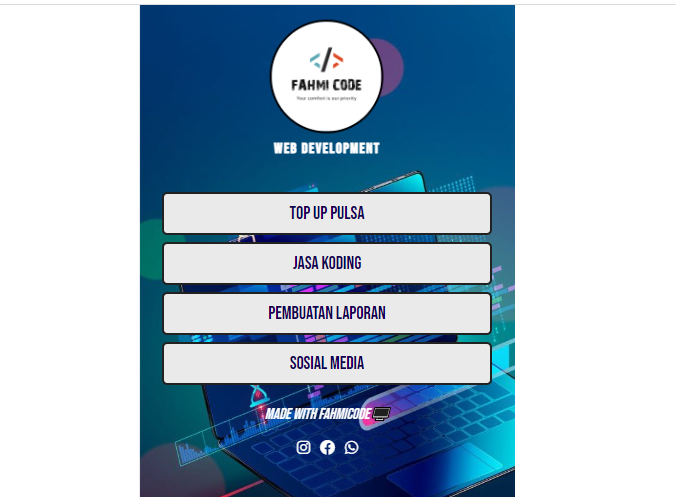 FAHMI CODE
Your comfort is our priority
WEB DEVELOPMENT
TOP UP PULSA
JASA KODING
PEMBUATAN LAPORAN
SOSIAL MEDIA
MADE WITH FAHMICODE